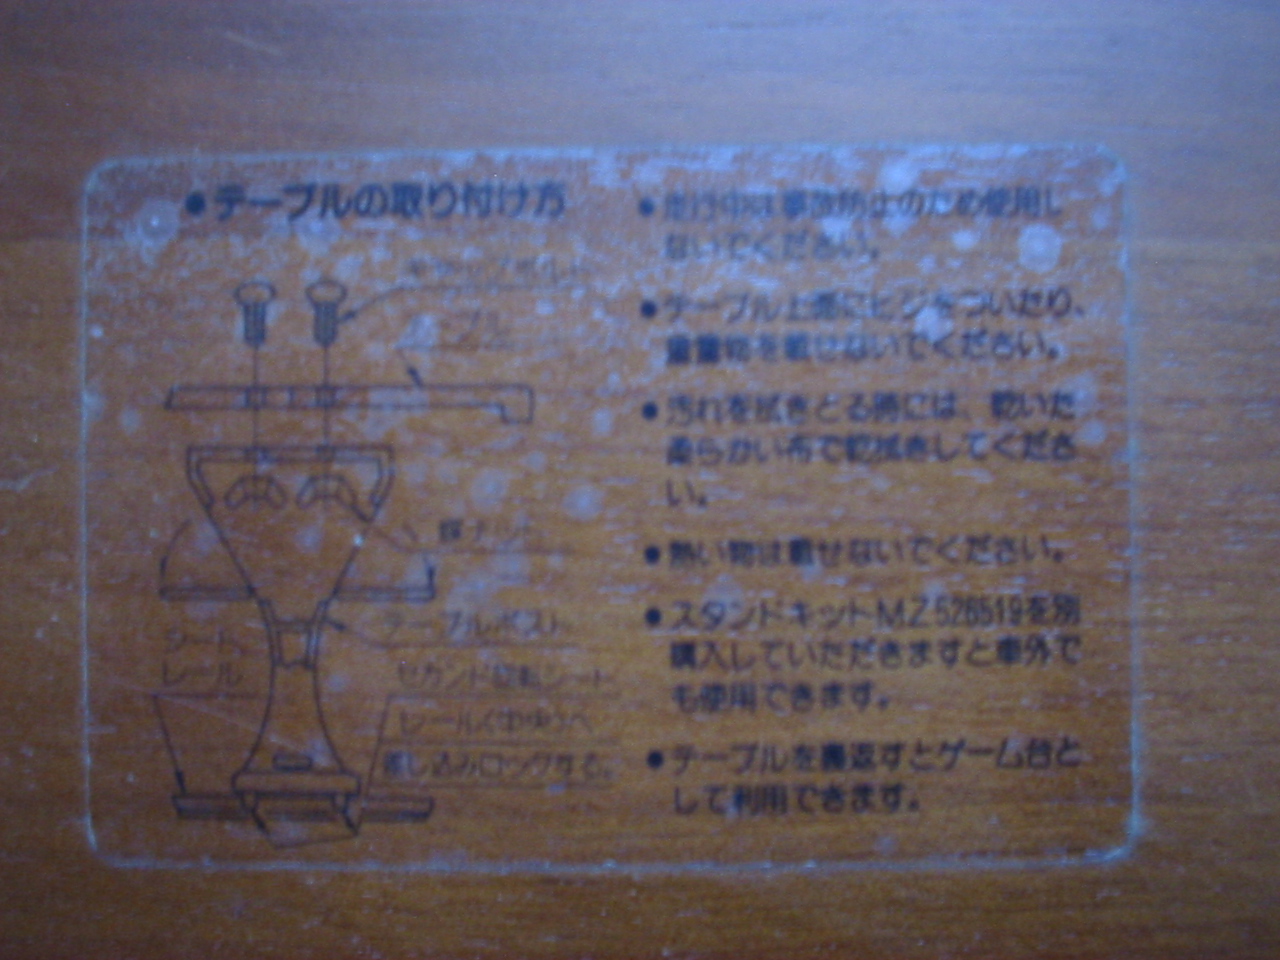 ●テーブルの取り付け方
キャップボルト
テーブル
蝶ナット
テーブルポスト
シート
レール
セカンド回転シート
レール(中央)へ
差し込みロックする。
●走行中は事故防止のため使用し
ないでください。
●テーブル上面にヒジをついたり、
重量物を載せないでください。
●汚れを拭きとる時には、乾いた
柔らかい布で乾拭きしてくださ
い。
●熱い物は載せないでください。
●スタンドキットMZ526519を別
購入していただきますと車外で
も使用できます。
●テーブルを裏返すとゲーム台と
して利用できます。